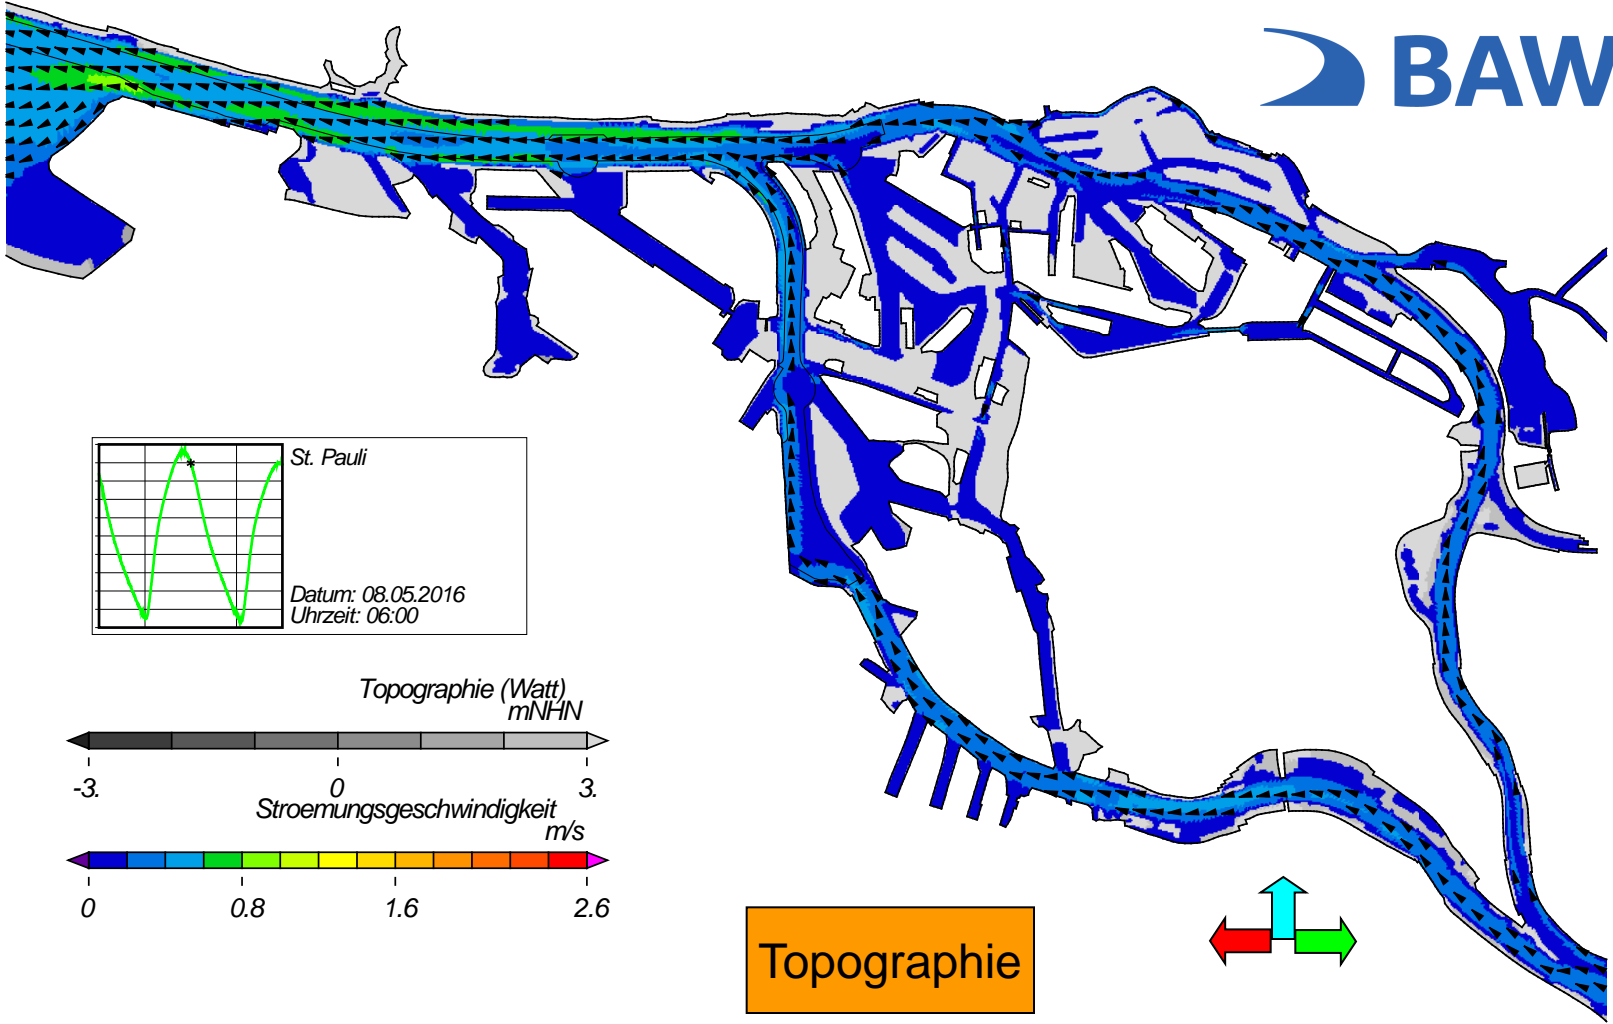 BAW
St. Pauli
Datum: 08.05.2016
Uhrzeit: 06:00
Topographie (Watt)
mNHN
-3. 0 3.
Stroemungsgeschwindigkeit
m/s
0 0.8 1.6 2.6
Topographie